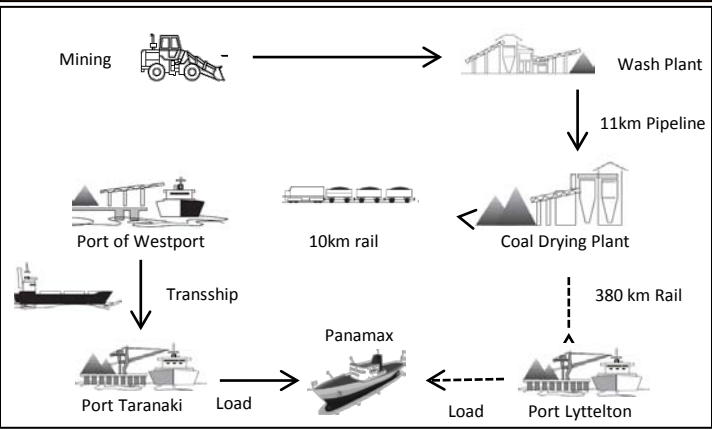 Mining
Wash Plant
11km Pipeline
Port of Westport
10km rail
Coal Drying Plant
Transship
380 km Rail
Panamax
Port Taranaki
Load
Load
Port Lyttelton